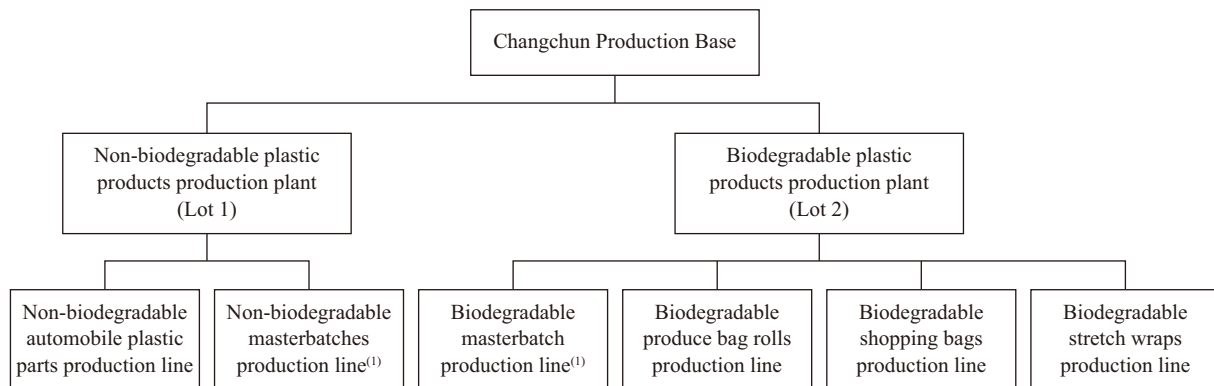 Changchun Production Base
Non-biodegradable plastic
products production plant
(Lot 1)
Biodegradable plastic
products production plant
(Lot 2)
Non-biodegradable
automobile plastic
parts production line
Non-biodegradable
masterbatches
production line(1)
Biodegradable
masterbatch
production line(1)
Biodegradable
produce bag rolls
production line
Biodegradable
shopping bags
production line
Biodegradable
stretch wraps
production line